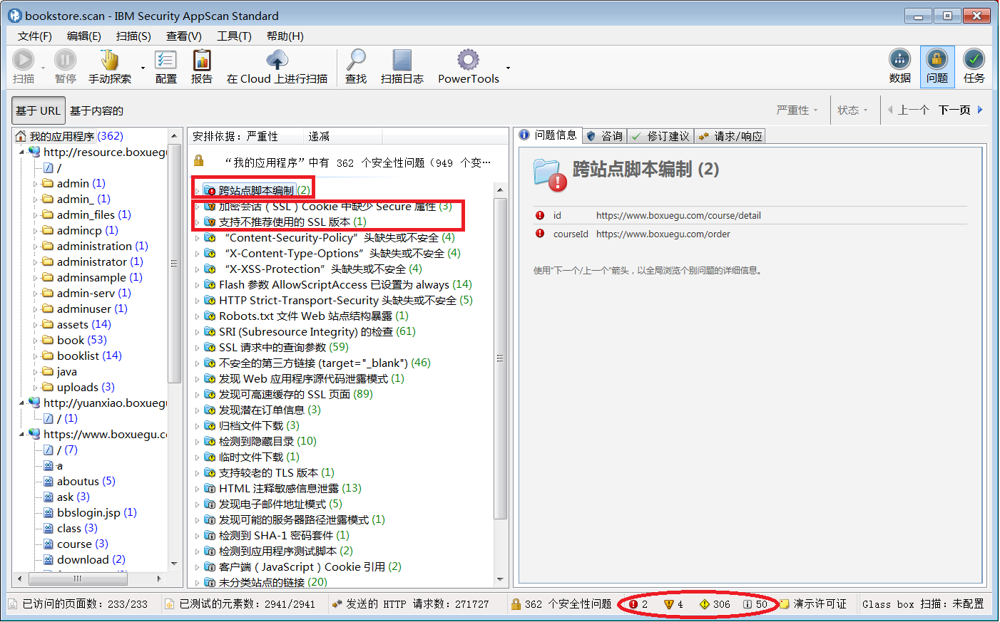 bookstore.scan - IBM Security AppScan Standard
文件(F) 编辑(E) 扫描(S) 查看(V) 工具(T) 帮助(H)
扫描 暂停 手动探索 配置 报告 在 Cloud 上进行扫描 查找 扫描日志 PowerTools 数据 问题 任务
基于 URL 基于内容的 严重性 状态 上一个 下一页
我的应用程序 (362)
http://resource.boxuegu
/
admin (1)
admin_ (1)
admin_files (1)
admincp (1)
administration (1)
administrator (1)
adminsample (1)
admin-serv (1)
adminuser (1)
assets (14)
book (53)
booklist (14)
java
uploads (3)
http://yuanxiao.boxuegu
/ (1)
https://www.boxuegu.co
/ (7)
a
aboutus (5)
ask (3)
bbslogin.jsp (1)
class (3)
course (3)
download (2)
安排依据：严重性 递减
“我的应用程序”中有 362 个安全性问题（949 个变…
跨站点脚本编制 (2)
加密会话（SSL）Cookie 中缺少 Secure 属性 (3)
支持不推荐使用的 SSL 版本 (1)
“Content-Security-Policy”头缺失或不安全 (4)
“X-Content-Type-Options”头缺失或不安全 (4)
“X-XSS-Protection”头缺失或不安全 (4)
Flash 参数 AllowScriptAccess 已设置为 always (14)
HTTP Strict-Transport-Security 头缺失或不安全 (5)
Robots.txt 文件 Web 站点结构暴露 (1)
SRI (Subresource Integrity) 的检查 (61)
SSL 请求中的查询参数 (59)
不安全的第三方链接 (target="_blank") (46)
发现 Web 应用程序源代码泄露模式 (1)
发现可高速缓存的 SSL 页面 (89)
发现潜在订单信息 (3)
归档文件下载 (3)
检测到隐藏目录 (10)
临时文件下载 (1)
支持较老的 TLS 版本 (1)
HTML 注释敏感信息泄露 (13)
发现电子邮件地址模式 (5)
发现可能的服务器路径泄露模式 (1)
检测到 SHA-1 密码套件 (1)
检测到应用程序测试脚本 (2)
客户端（JavaScript）Cookie 引用 (2)
未分类站点的链接 (20)
问题信息 咨询 修订建议 请求/响应
跨站点脚本编制 (2)
id https://www.boxuegu.com/course/detail
courseId https://www.boxuegu.com/order
使用“下一个/上一个”箭头，以全局浏览个别问题的详细信息。
已访问的页面数：233/233 已测试的元素数：2941/2941 发送的 HTTP 请求数：271727 362 个安全性问题 2 4 306 50 演示许可证 Glass box 扫描：未配置